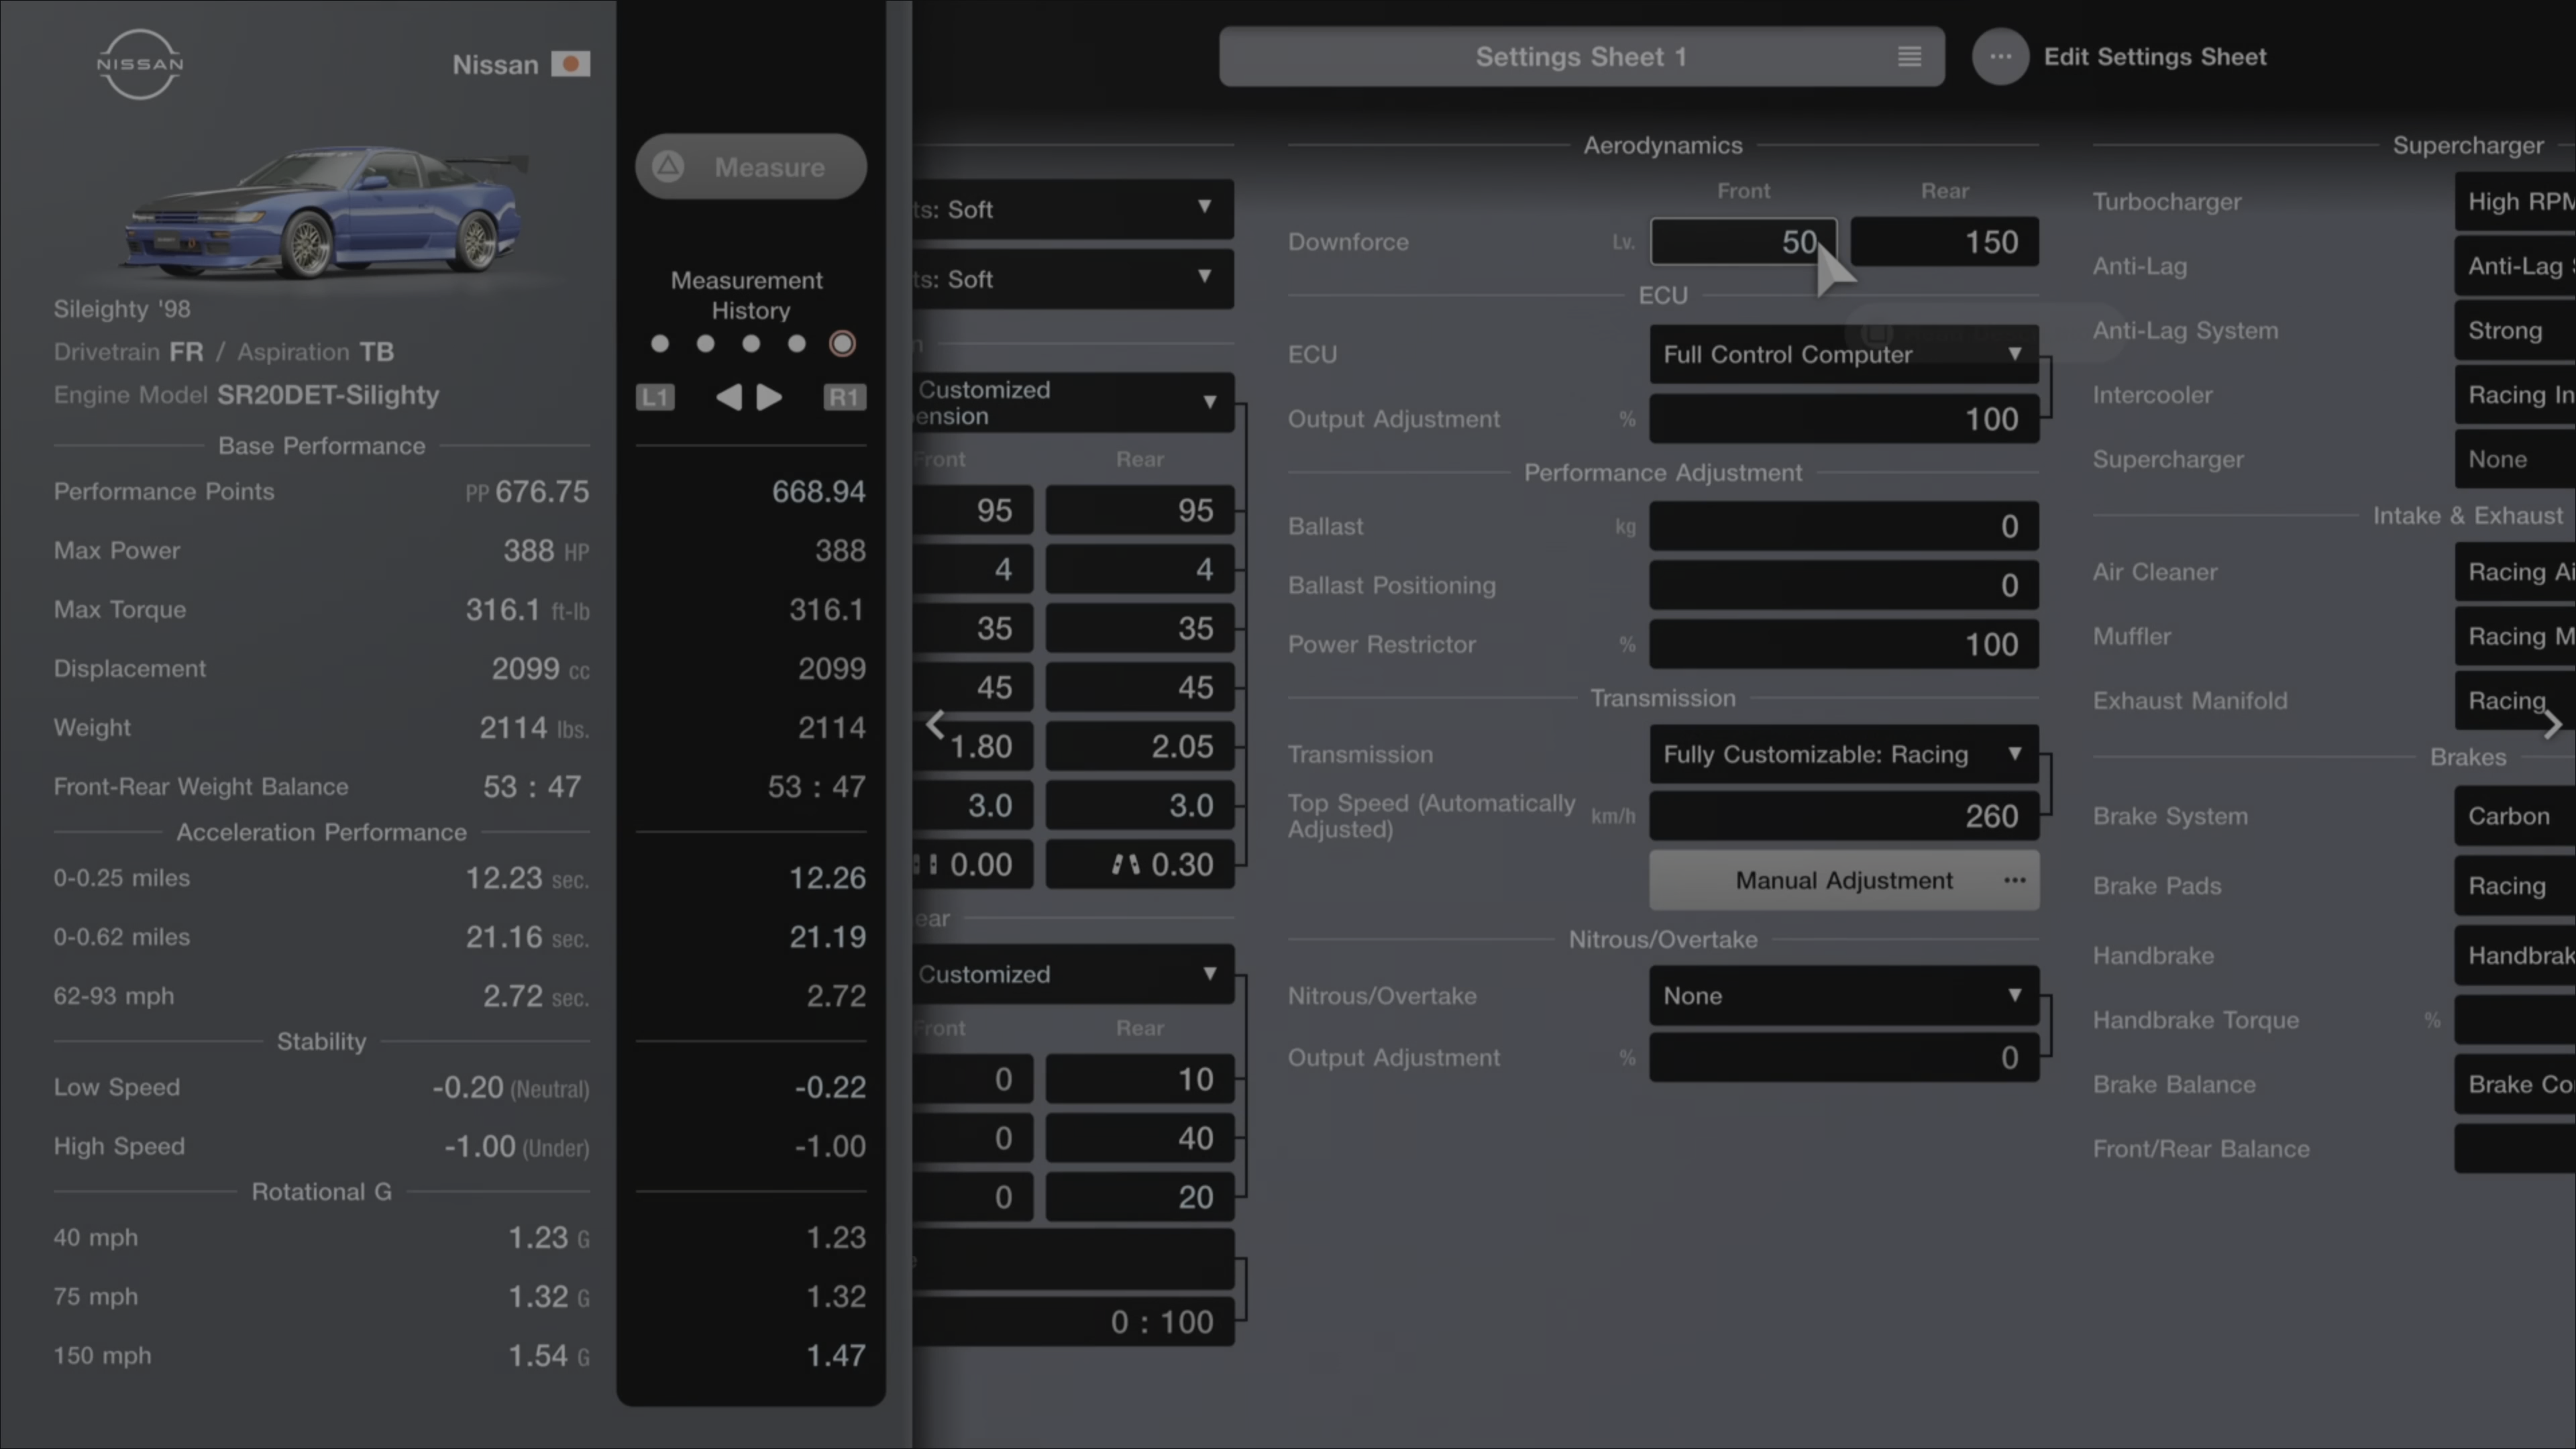 NISSAN
Nissan
Sileighty '98
Drivetrain FR / Aspiration TB
Engine Model SR20DET-Silighty
Base Performance
Performance Points PP 676.75
Max Power 388 HP
Max Torque 316.1 ft-lb
Displacement 2099 cc
Weight 2114 lbs.
Front-Rear Weight Balance 53 : 47
Acceleration Performance
0-0.25 miles 12.23 sec.
0-0.62 miles 21.16 sec.
62-93 mph 2.72 sec.
Stability
Low Speed -0.20 (Neutral)
High Speed -1.00 (Under)
Rotational G
40 mph 1.23 G
75 mph 1.32 G
150 mph 1.54 G
Measure
Measurement
History
L1 R1
668.94
388
316.1
2099
2114
53 : 47
12.26
21.19
2.72
-0.22
-1.00
1.23
1.32
1.47
Settings Sheet 1
Edit Settings Sheet
ts: Soft
ts: Soft
n
Customized
ension
Front Rear
95 95
4 4
35 35
45 45
1.80 2.05
3.0 3.0
0.00 0.30
ear
Customized
Front Rear
0 10
0 40
0 20
0 : 100
Aerodynamics
Front Rear
Downforce Lv. 50 150
ECU
ECU Full Control Computer
Output Adjustment % 100
Performance Adjustment
Ballast kg 0
Ballast Positioning 0
Power Restrictor % 100
Transmission
Transmission Fully Customizable: Racing
Top Speed (Automatically
Adjusted) km/h 260
Manual Adjustment
Nitrous/Overtake
Nitrous/Overtake None
Output Adjustment % 0
Supercharger
Turbocharger High RPM
Anti-Lag Anti-Lag
Anti-Lag System Strong
Intercooler Racing In
Supercharger None
Intake & Exhaust
Air Cleaner Racing Ai
Muffler Racing M
Exhaust Manifold Racing
Brakes
Brake System Carbon
Brake Pads Racing
Handbrake Handbrak
Handbrake Torque %
Brake Balance Brake Co
Front/Rear Balance